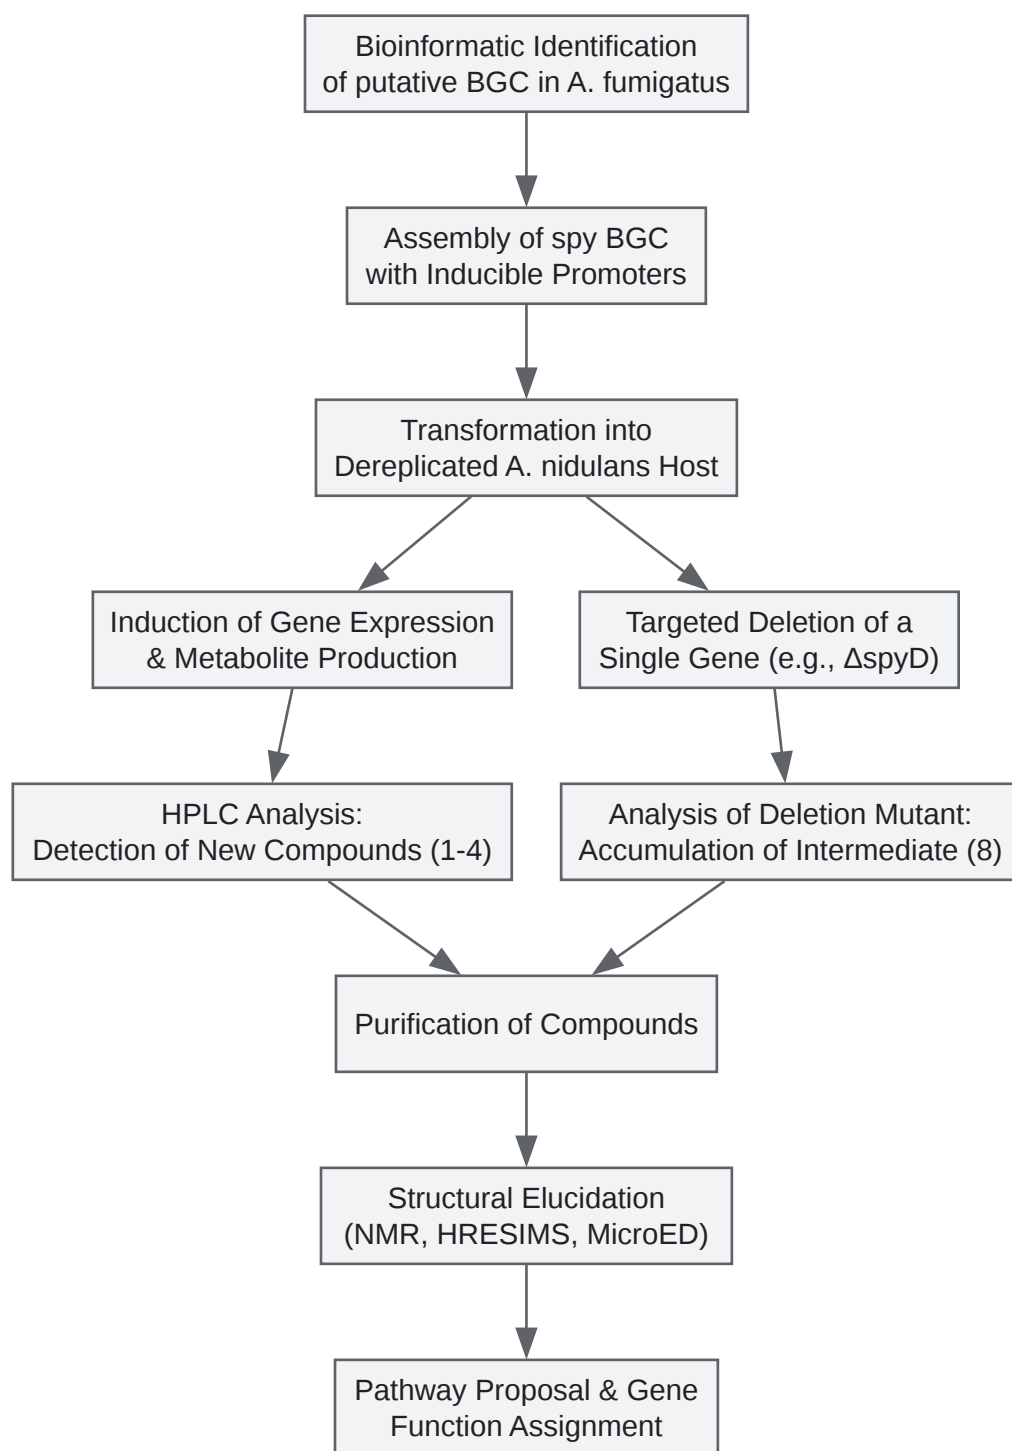 Bioinformatic Identification
of putative BGC in A. fumigatus
Assembly of spy BGC
with Inducible Promoters
Transformation into
Dereplicated A. nidulans Host
Induction of Gene Expression
& Metabolite Production
Targeted Deletion of a
Single Gene (e.g., ΔspyD)
HPLC Analysis:
Detection of New Compounds (1-4)
Analysis of Deletion Mutant:
Accumulation of Intermediate (8)
Purification of Compounds
Structural Elucidation
(NMR, HRESIMS, MicroED)
Pathway Proposal & Gene
Function Assignment